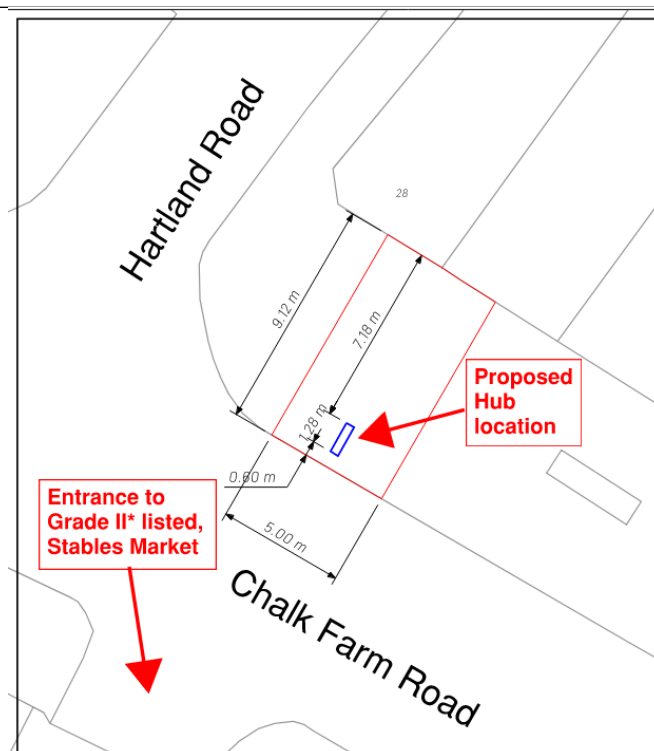 Hartland Road
28
9.12 m
7.18 m
Proposed
Hub
location
1.28 m
0.60 m
Entrance to
Grade II* listed,
Stables Market
5.00 m
Chalk Farm Road